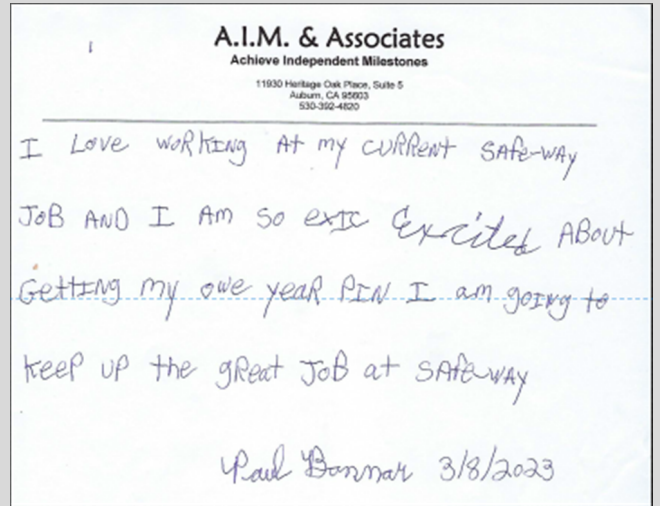 A.I.M. & Associates
Achieve Independent Milestones
11930 Heritage Oak Place, Suite 5
Auburn, CA 95603
530-392-4820
I Love working At my current SAfe-way
JoB AND I Am So exic Excited ABout
Getting my owe year PIN I am going to
keep up the great JoB at SAfe-way
Paul Bonnar 3/8/2023